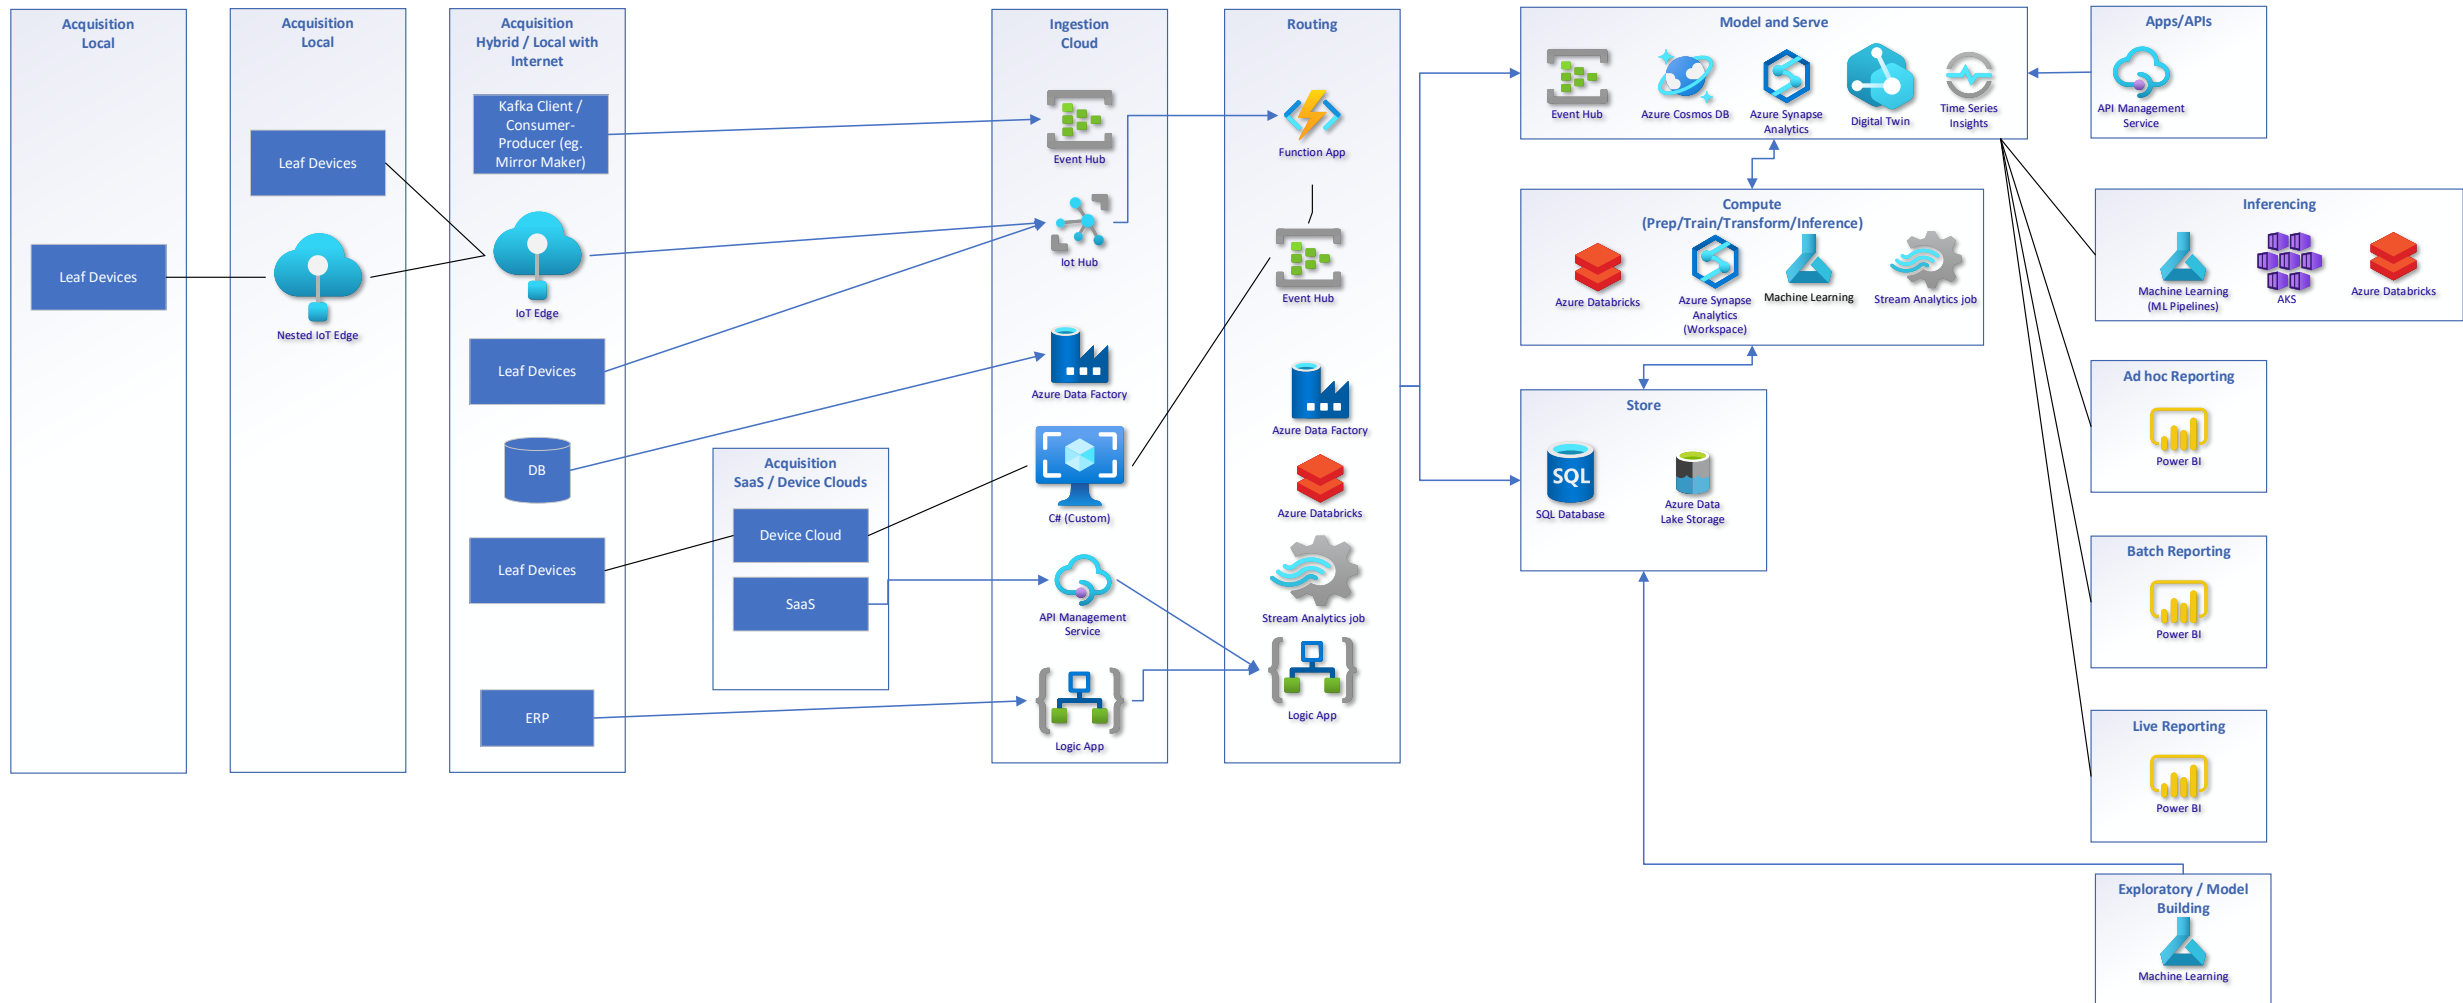 Acquisition
Local
Leaf Devices
Acquisition
Local
Leaf Devices
Nested IoT Edge
Acquisition
Hybrid / Local with
Internet
Kafka Client /
Consumer-
Producer (eg.
Mirror Maker)
IoT Edge
Leaf Devices
DB
Leaf Devices
ERP
Acquisition
SaaS / Device Clouds
Device Cloud
SaaS
Ingestion
Cloud
Event Hub
Iot Hub
Azure Data Factory
C# (Custom)
API Management
Service
Logic App
Routing
Function App
Event Hub
Azure Data Factory
Azure Databricks
Stream Analytics job
Logic App
Model and Serve
Event Hub
Azure Cosmos DB
Azure Synapse
Analytics
Digital Twin
Time Series
Insights
Compute
(Prep/Train/Transform/Inference)
Azure Databricks
Azure Synapse
Analytics
(Workspace)
Machine Learning
Stream Analytics job
Store
SQL
SQL Database
Azure Data
Lake Storage
Apps/APIs
API Management
Service
Inferencing
Machine Learning
(ML Pipelines)
AKS
Azure Databricks
Ad hoc Reporting
Power BI
Batch Reporting
Power BI
Live Reporting
Power BI
Exploratory / Model
Building
Machine Learning